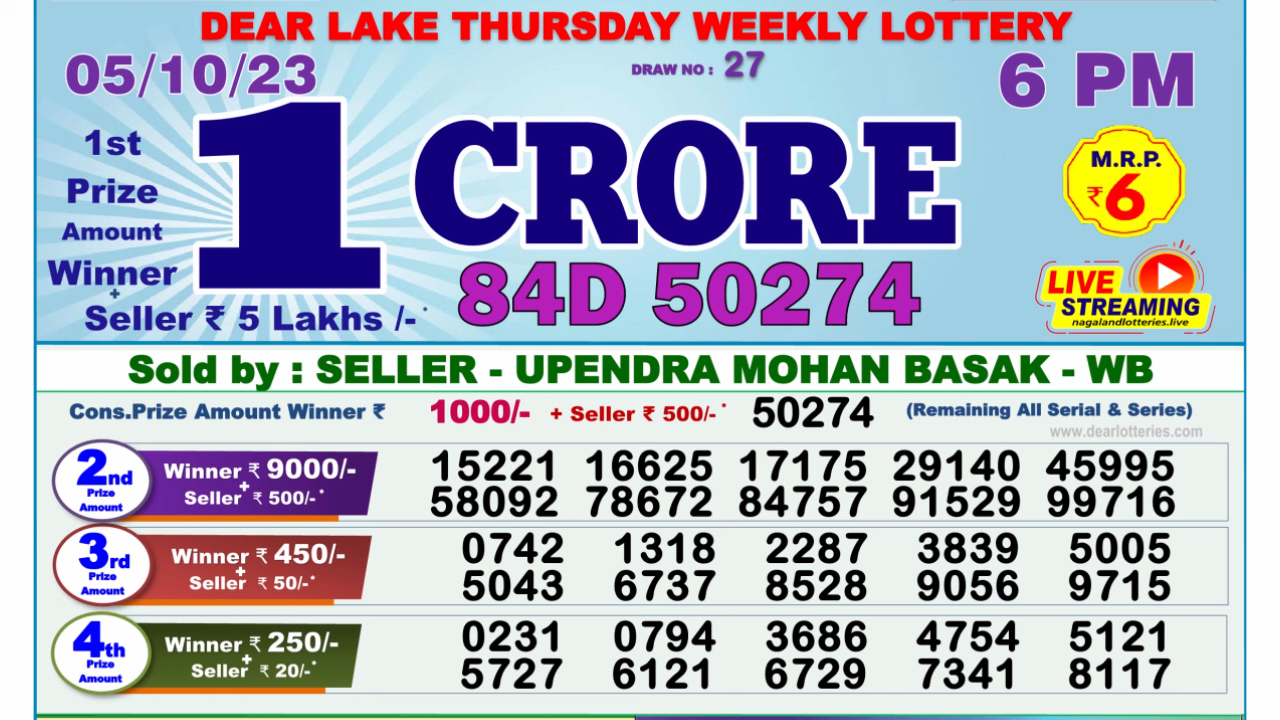 DEAR LAKE THURSDAY WEEKLY LOTTERY
05/10/23
DRAW NO : 27
6 PM
1st
Prize
Amount
Winner
+
Seller ₹ 5 Lakhs /-*
1 CRORE
84D 50274
M.R.P.
₹6
LIVE
STREAMING
nagalandlotteries.live
Sold by : SELLER - UPENDRA MOHAN BASAK - WB
Cons.Prize Amount Winner ₹ 1000/- + Seller ₹ 500/-* 50274 (Remaining All Serial & Series)
www.dearlotteries.com
2nd
Prize
Amount
Winner ₹ 9000/-
+
Seller ₹ 500/-*
15221 16625 17175 29140 45995
58092 78672 84757 91529 99716
3rd
Prize
Amount
Winner ₹ 450/-
+
Seller ₹ 50/-*
0742 1318 2287 3839 5005
5043 6737 8528 9056 9715
4th
Prize
Amount
Winner ₹ 250/-
+
Seller ₹ 20/-*
0231 0794 3686 4754 5121
5727 6121 6729 7341 8117